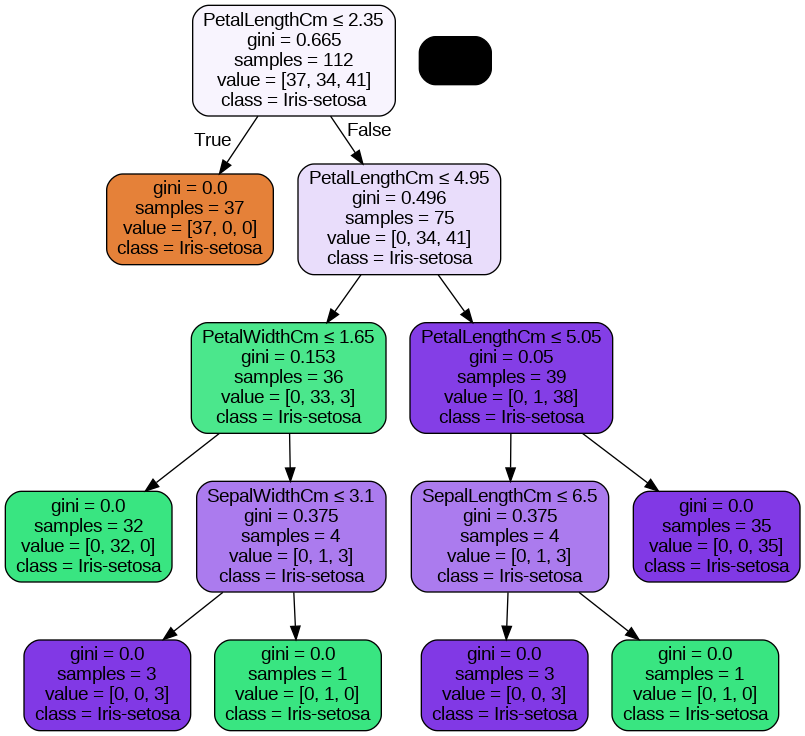 PetalLengthCm ≤ 2.35
gini = 0.665
samples = 112
value = [37, 34, 41]
class = Iris-setosa
True
False
gini = 0.0
samples = 37
value = [37, 0, 0]
class = Iris-setosa
PetalLengthCm ≤ 4.95
gini = 0.496
samples = 75
value = [0, 34, 41]
class = Iris-setosa
PetalWidthCm ≤ 1.65
gini = 0.153
samples = 36
value = [0, 33, 3]
class = Iris-setosa
PetalLengthCm ≤ 5.05
gini = 0.05
samples = 39
value = [0, 1, 38]
class = Iris-setosa
gini = 0.0
samples = 32
value = [0, 32, 0]
class = Iris-setosa
SepalWidthCm ≤ 3.1
gini = 0.375
samples = 4
value = [0, 1, 3]
class = Iris-setosa
SepalLengthCm ≤ 6.5
gini = 0.375
samples = 4
value = [0, 1, 3]
class = Iris-setosa
gini = 0.0
samples = 35
value = [0, 0, 35]
class = Iris-setosa
gini = 0.0
samples = 3
value = [0, 0, 3]
class = Iris-setosa
gini = 0.0
samples = 1
value = [0, 1, 0]
class = Iris-setosa
gini = 0.0
samples = 3
value = [0, 0, 3]
class = Iris-setosa
gini = 0.0
samples = 1
value = [0, 1, 0]
class = Iris-setosa